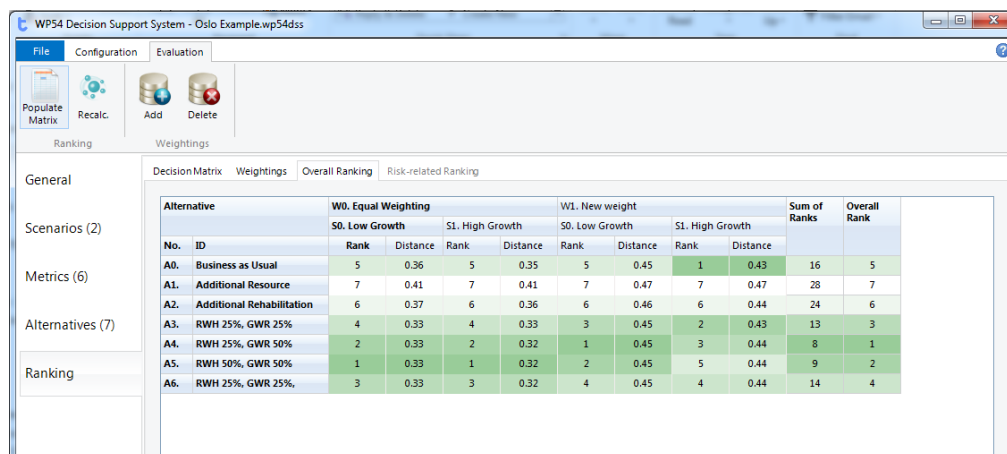 WP54 Decision Support System - Oslo Example.wp54dss
File Configuration Evaluation
Populate Matrix Recalc. Add Delete
Ranking Weightings
General
Scenarios (2)
Metrics (6)
Alternatives (7)
Ranking
Decision Matrix Weightings Overall Ranking Risk-related Ranking
Alternative W0. Equal Weighting W1. New weight Sum of Ranks Overall Rank
S0. Low Growth S1. High Growth S0. Low Growth S1. High Growth
No. ID Rank Distance Rank Distance Rank Distance Rank Distance
A0. Business as Usual 5 0.36 5 0.35 5 0.45 1 0.43 16 5
A1. Additional Resource 7 0.41 7 0.41 7 0.47 7 0.47 28 7
A2. Additional Rehabilitation 6 0.37 6 0.36 6 0.46 6 0.44 24 6
A3. RWH 25%, GWR 25% 4 0.33 4 0.33 3 0.45 2 0.43 13 3
A4. RWH 25%, GWR 50% 2 0.33 2 0.32 1 0.45 3 0.44 8 1
A5. RWH 50%, GWR 50% 1 0.33 1 0.32 2 0.45 5 0.44 9 2
A6. RWH 25%, GWR 25%, 3 0.33 3 0.32 4 0.45 4 0.44 14 4